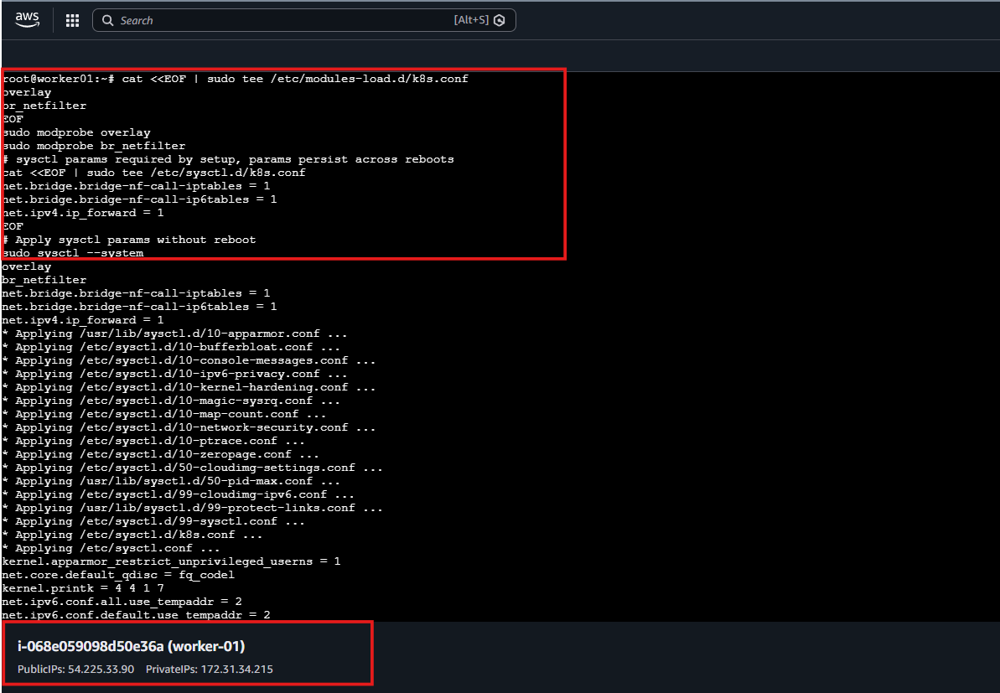 aws
Search [Alt+S]
root@worker01:~# cat <<EOF | sudo tee /etc/modules-load.d/k8s.conf
overlay
br_netfilter
EOF
sudo modprobe overlay
sudo modprobe br_netfilter
# sysctl params required by setup, params persist across reboots
cat <<EOF | sudo tee /etc/sysctl.d/k8s.conf
net.bridge.bridge-nf-call-iptables = 1
net.bridge.bridge-nf-call-ip6tables = 1
net.ipv4.ip_forward = 1
EOF
# Apply sysctl params without reboot
sudo sysctl --system
overlay
br_netfilter
net.bridge.bridge-nf-call-iptables = 1
net.bridge.bridge-nf-call-ip6tables = 1
net.ipv4.ip_forward = 1
* Applying /usr/lib/sysctl.d/10-apparmor.conf ...
* Applying /etc/sysctl.d/10-bufferbloat.conf ...
* Applying /etc/sysctl.d/10-console-messages.conf ...
* Applying /etc/sysctl.d/10-ipv6-privacy.conf ...
* Applying /etc/sysctl.d/10-kernel-hardening.conf ...
* Applying /etc/sysctl.d/10-magic-sysrq.conf ...
* Applying /etc/sysctl.d/10-map-count.conf ...
* Applying /etc/sysctl.d/10-network-security.conf ...
* Applying /etc/sysctl.d/10-ptrace.conf ...
* Applying /etc/sysctl.d/10-zeropage.conf ...
* Applying /etc/sysctl.d/50-cloudimg-settings.conf ...
* Applying /usr/lib/sysctl.d/50-pid-max.conf ...
* Applying /etc/sysctl.d/99-cloudimg-ipv6.conf ...
* Applying /usr/lib/sysctl.d/99-protect-links.conf ...
* Applying /etc/sysctl.d/99-sysctl.conf ...
* Applying /etc/sysctl.d/k8s.conf ...
* Applying /etc/sysctl.conf ...
kernel.apparmor_restrict_unprivileged_userns = 1
net.core.default_qdisc = fq_codel
kernel.printk = 4 4 1 7
net.ipv6.conf.all.use_tempaddr = 2
net.ipv6.conf.default.use_tempaddr = 2
i-068e059098d50e36a (worker-01)
PublicIPs: 54.225.33.90 PrivateIPs: 172.31.34.215